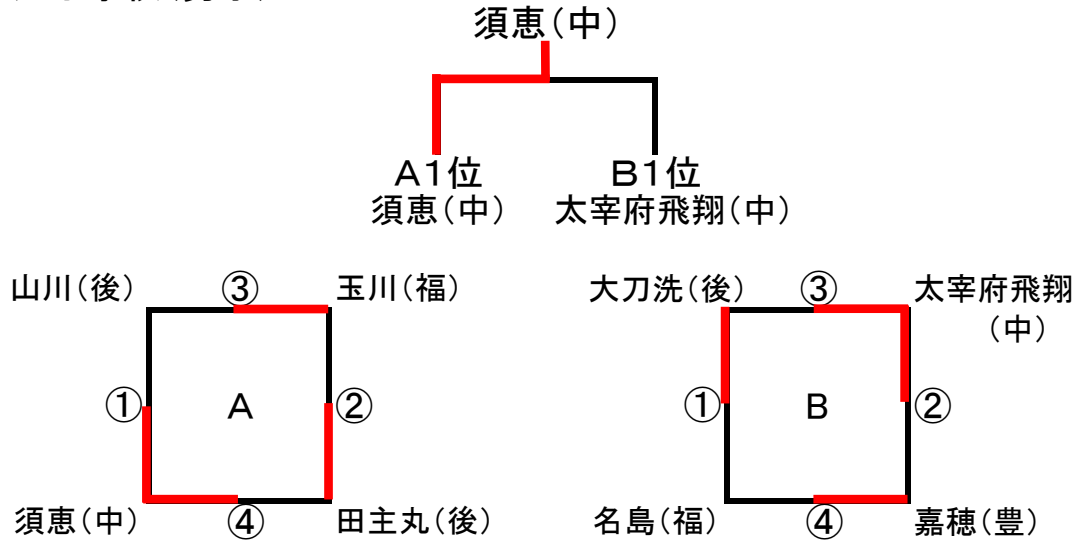 須恵(中)
A1位 B1位
須恵(中) 太宰府飛翔(中)
山川(後) ③ 玉川(福) 大刀洗(後) ③ 太宰府飛翔
(中)
① A ② ① B ②
須恵(中) ④ 田主丸(後) 名島(福) ④ 嘉穂(豊)